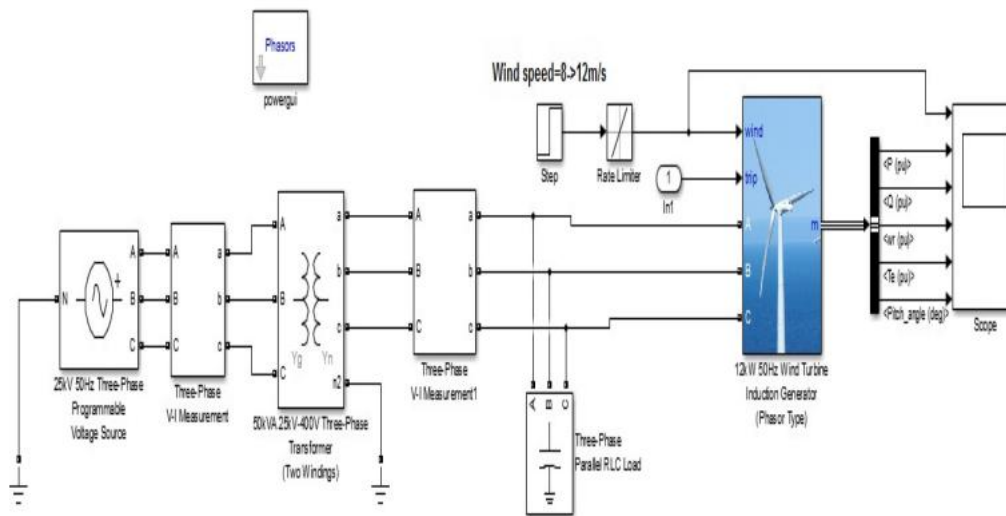 Phasors
powergui
Wind speed=8->12m/s
Step
Rate Limiter
1
In1
wind
trip
A
B
C
m
<P (pu)>
<Q (pu)>
<wr (pu)>
<Te (pu)>
<Pitch_angle (deg)>
Scope
12kW 50Hz Wind Turbine
Induction Generator
(Phasor Type)
N
+
A
B
C
25kV 50Hz Three-Phase
Programmable
Voltage Source
A
B
C
a
b
c
Three-Phase
V-I Measurement
A
B
C
a
b
c
n2
Yg
Yn
50kVA 25kV-400V Three-Phase
Transformer
(Two Windings)
A
B
C
a
b
c
Three-Phase
V-I Measurement1
A
B
C
Three-Phase
Parallel RLC Load